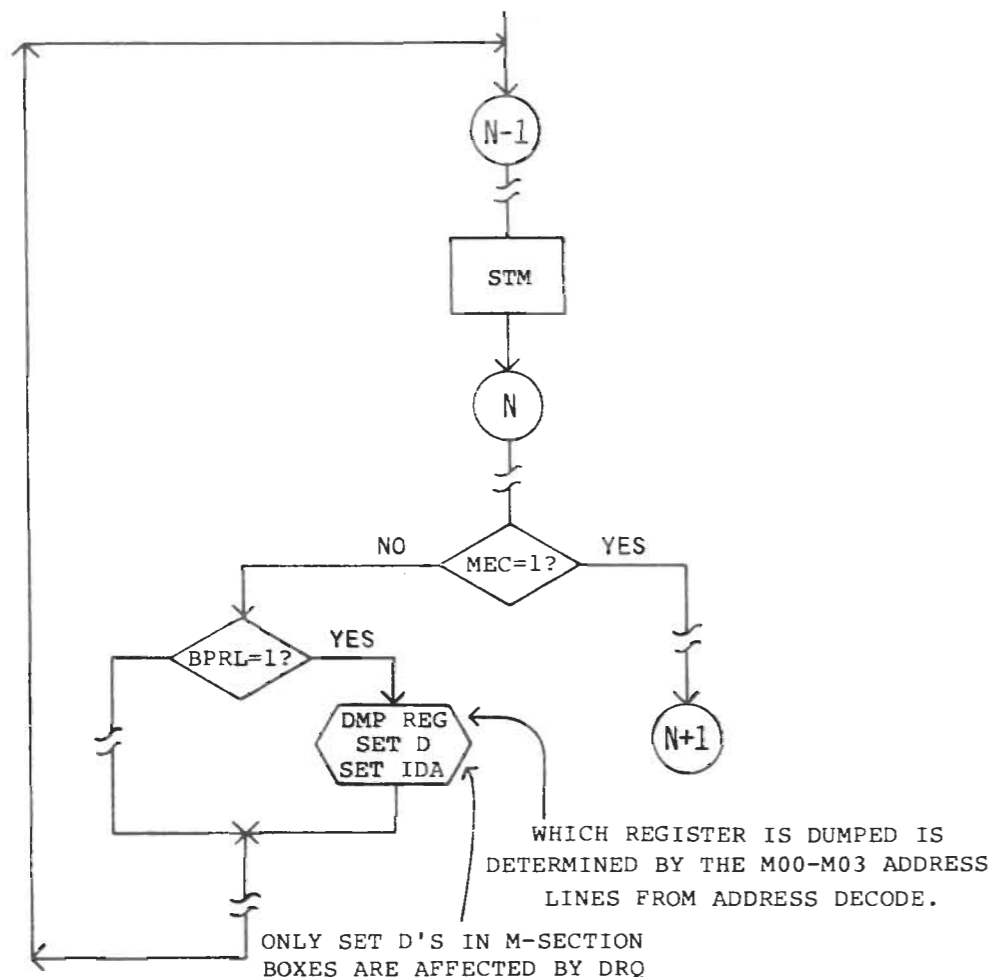 N-1
STM
N
MEC=1?
NO
YES
BPRL=1?
YES
DMP REG
SET D
SET IDA
N+1
WHICH REGISTER IS DUMPED IS
DETERMINED BY THE M00-M03 ADDRESS
LINES FROM ADDRESS DECODE.
ONLY SET D'S IN M-SECTION
BOXES ARE AFFECTED BY DRQ